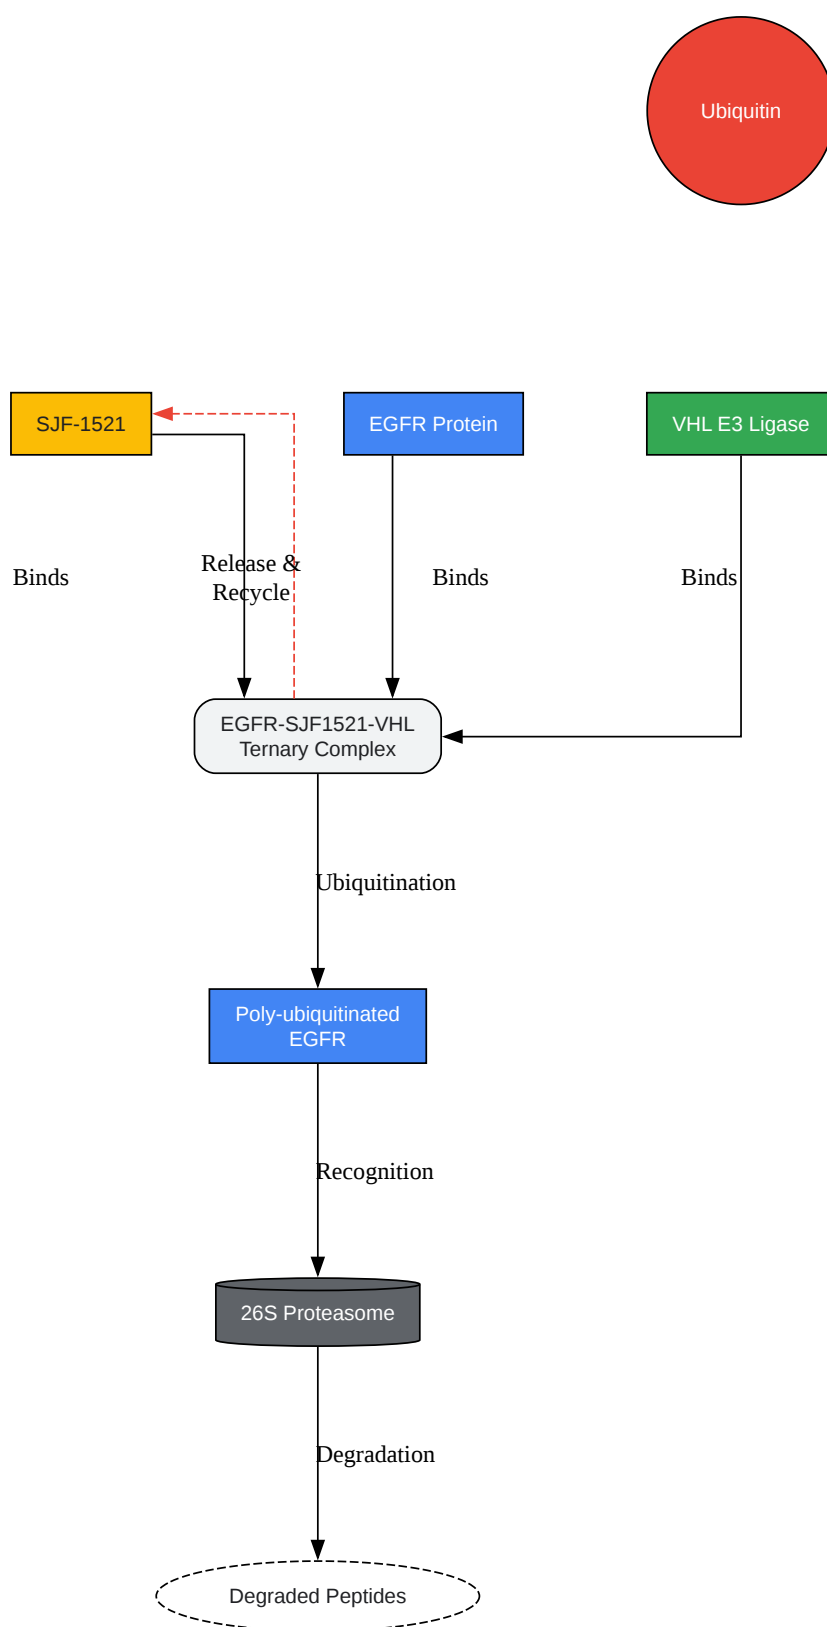 Ubiquitin
SJF-1521
EGFR Protein
VHL E3 Ligase
Binds
Release &
Recycle
Binds
Binds
EGFR-SJF1521-VHL
Ternary Complex
Ubiquitination
Poly-ubiquitinated
EGFR
Recognition
26S Proteasome
Degradation
Degraded Peptides